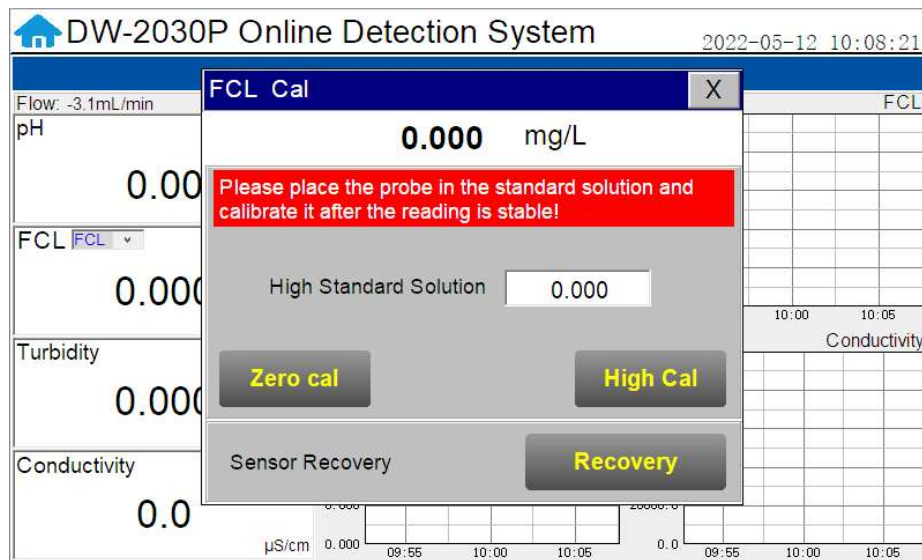 DW-2030P Online Detection System
2022-05-12 10:08:21
FCL Cal
X
Flow: -3.1mL/min
FCL
0.000 mg/L
pH
0.00
Please place the probe in the standard solution and
calibrate it after the reading is stable!
FCL FCL
0.000
High Standard Solution 0.000
10:00 10:05
Conductivity
Turbidity
0.000
Zero cal High Cal
Conductivity
0.0
µS/cm
Sensor Recovery Recovery
0.000
09:55 10:00 10:05
0.0
09:55 10:00 10:05